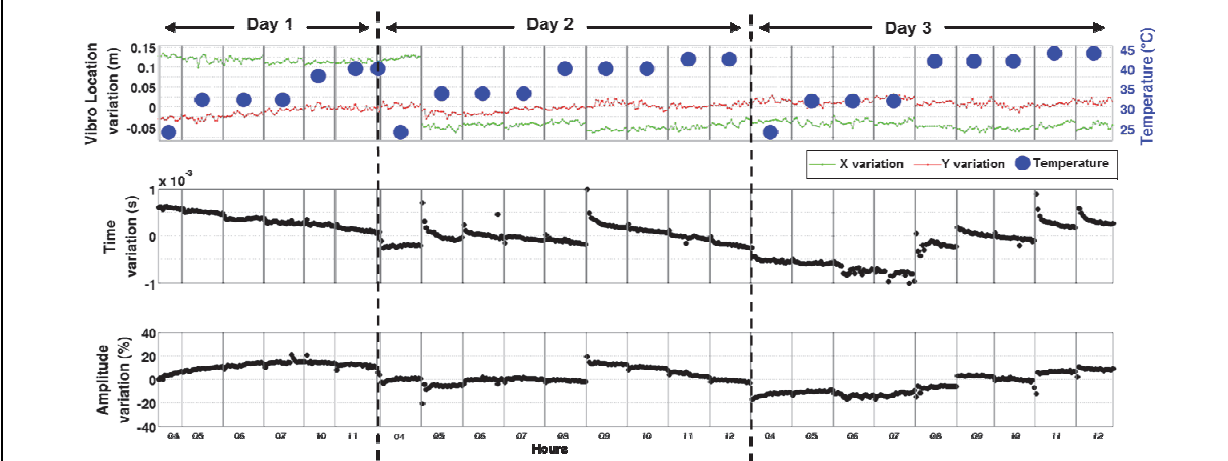 Day 1 Day 2 Day 3
Vibro Location
variation (m)
0.15
0.1
0.05
0
-0.05
45
40
35
30
25
Temperature (°C)
X variation Y variation Temperature
x 10-3
Time
variation (s)
1
0
-1
Amplitude
variation (%)
40
20
0
-20
-40
04 05 06 07 10 11 04 05 06 07 08 09 10 11 12 04 05 06 07 08 09 10 11 12
Hours